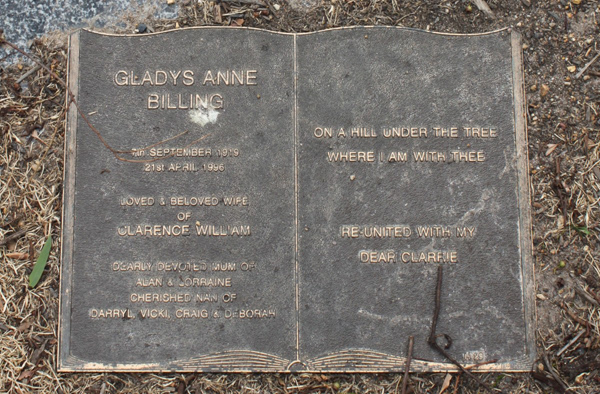 GLADYS ANNE
BILLING
7th SEPTEMBER 1919
21st APRIL 1996
LOVED & BELOVED WIFE
OF
CLARENCE WILLIAM
DEARLY DEVOTED MUM OF
ALAN & LORRAINE
CHERISHED NAN OF
DARRYL, VICKI, CRAIG & DEBORAH
ON A HILL UNDER THE TREE
WHERE I AM WITH THEE
RE-UNITED WITH MY
DEAR CLARRIE